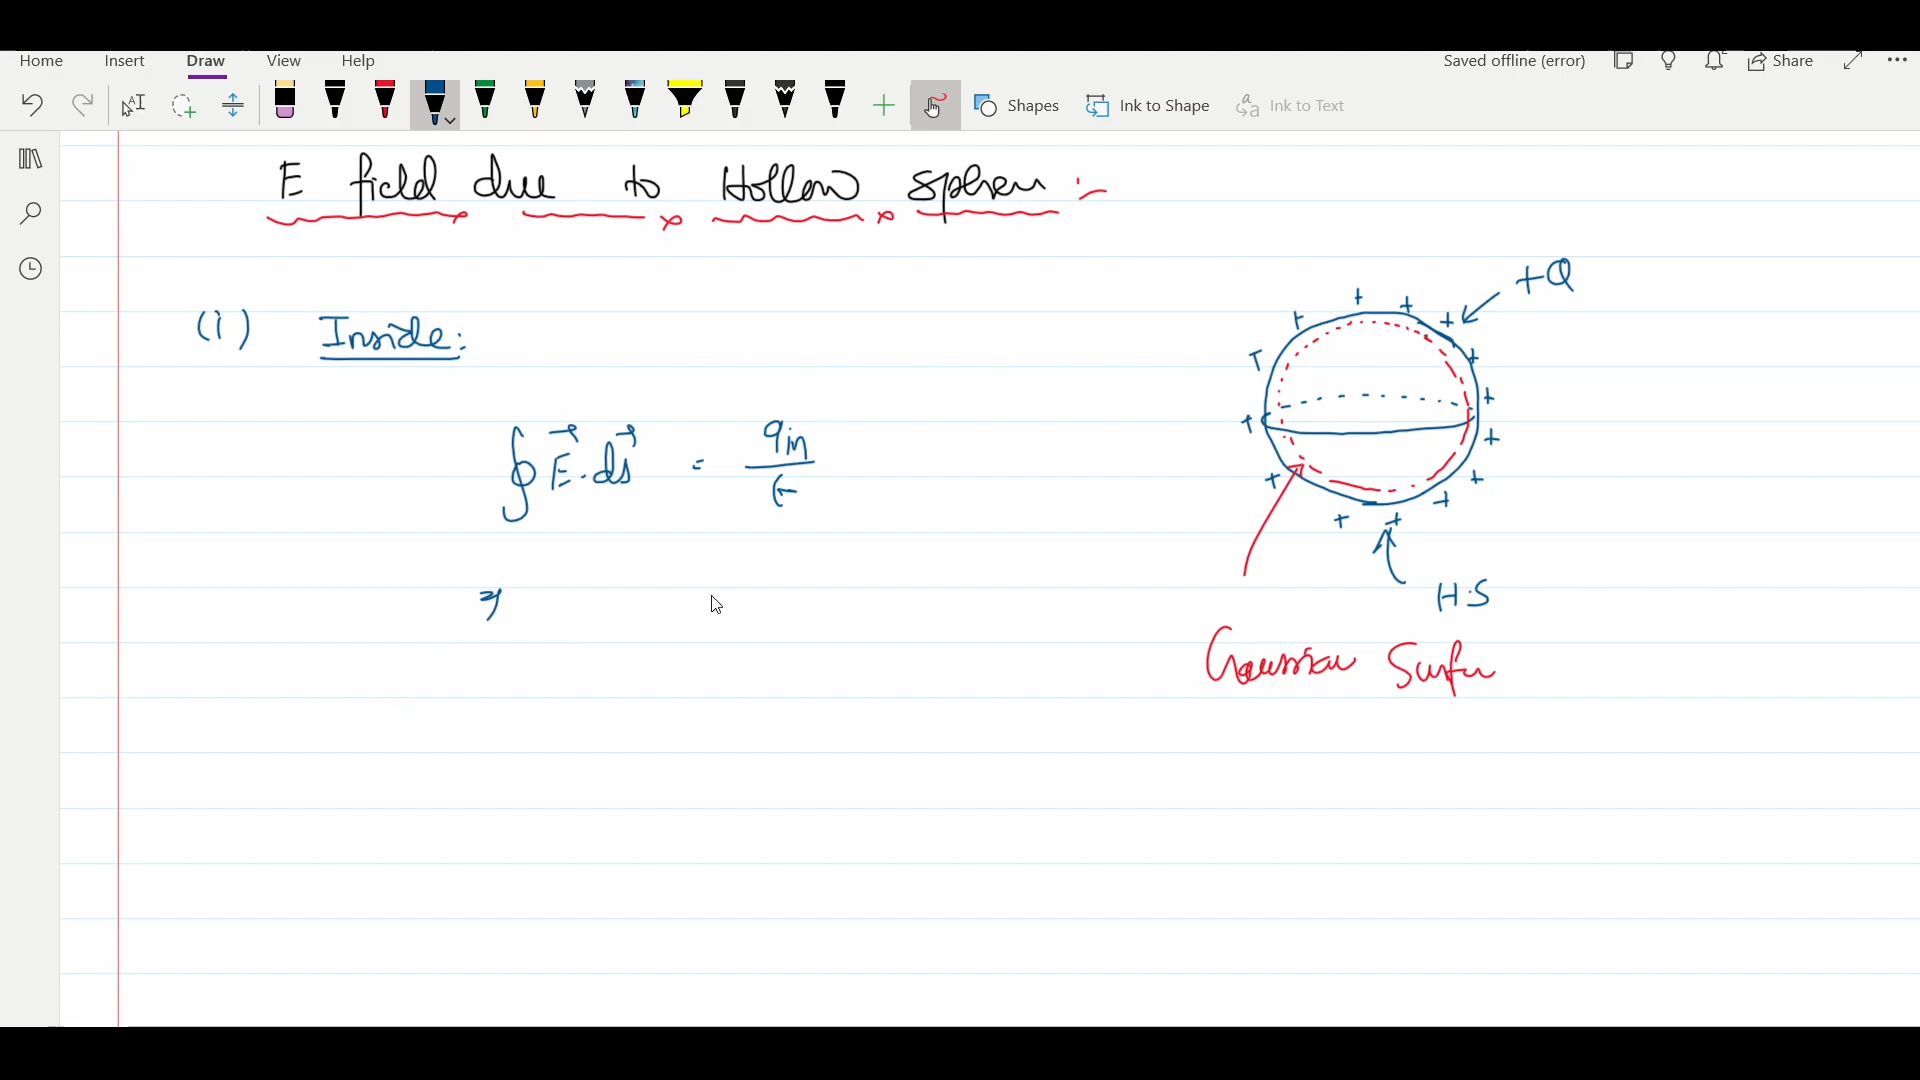 Home Insert Draw View Help Saved offline (error) Share
Shapes Ink to Shape Ink to Text
E field due to Hollow sphere :-
+Q
(i) Inside:
∮ E⃗ . ds⃗ = qin / ε
H.S
⇒
Gaussian Surface